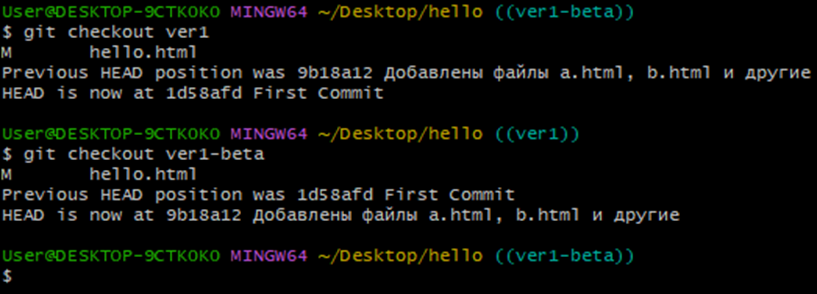 User@DESKTOP-9CTKOKO MINGW64 ~/Desktop/hello ((ver1-beta))
$ git checkout ver1
M       hello.html
Previous HEAD position was 9b18a12 Добавлены файлы a.html, b.html и другие
HEAD is now at 1d58afd First Commit
User@DESKTOP-9CTKOKO MINGW64 ~/Desktop/hello ((ver1))
$ git checkout ver1-beta
M       hello.html
Previous HEAD position was 1d58afd First Commit
HEAD is now at 9b18a12 Добавлены файлы a.html, b.html и другие
User@DESKTOP-9CTKOKO MINGW64 ~/Desktop/hello ((ver1-beta))
$